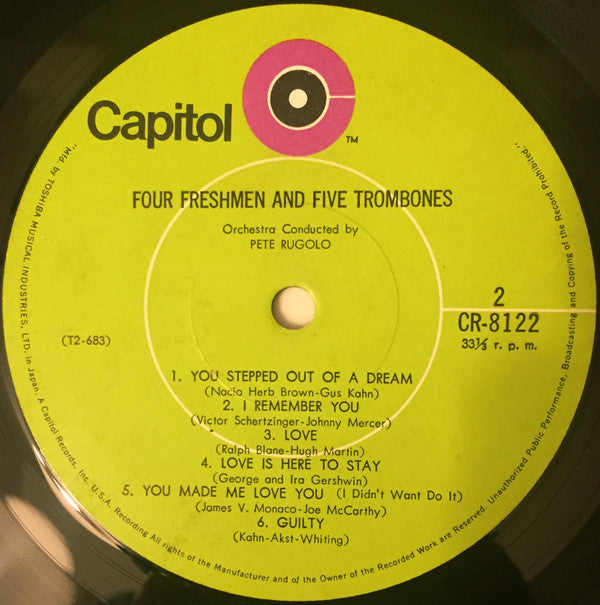 Capitol
TM
FOUR FRESHMEN AND FIVE TROMBONES
Orchestra Conducted by
PETE RUGOLO
2
CR-8122
33⅓ r. p. m.
(T2-683)
1. YOU STEPPED OUT OF A DREAM
(Nacio Herb Brown-Gus Kahn)
2. I REMEMBER YOU
(Victor Schertzinger-Johnny Mercer)
3. LOVE
(Ralph Blane-Hugh Martin)
4. LOVE IS HERE TO STAY
(George and Ira Gershwin)
5. YOU MADE ME LOVE YOU (I Didn't Want Do It)
(James V. Monaco-Joe McCarthy)
6. GUILTY
(Kahn-Akst-Whiting)
"Mfd. by TOSHIBA MUSICAL INDUSTRIES, LTD. in Japan. A Capitol Records, Inc., U.S.A. Recording All rights of the Manufacturer and of the Owner of the Recorded Work are Reserved. Unauthorized Public Performance, Broadcasting and Copying of the Record Prohibited."